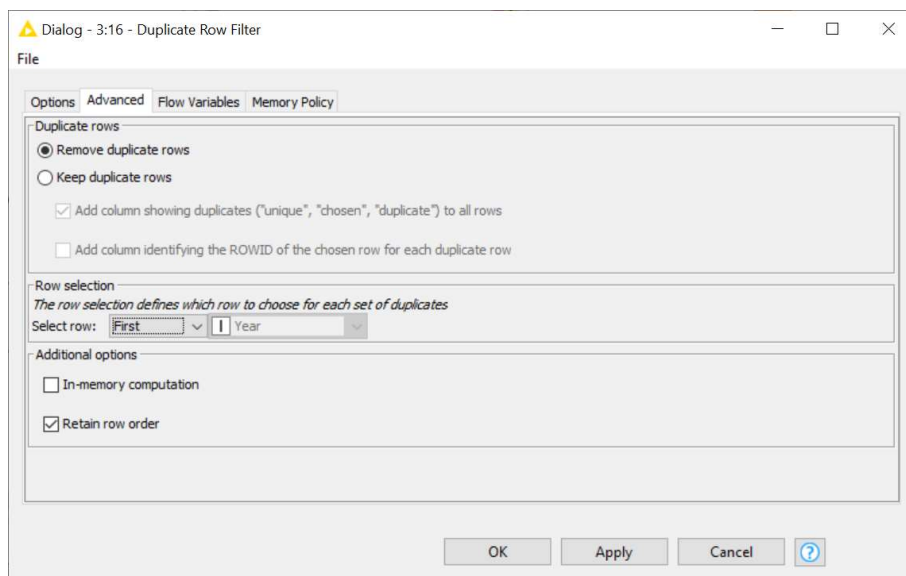 Dialog - 3:16 - Duplicate Row Filter
File
Options Advanced Flow Variables Memory Policy
Duplicate rows
Remove duplicate rows
Keep duplicate rows
Add column showing duplicates ("unique", "chosen", "duplicate") to all rows
Add column identifying the ROWID of the chosen row for each duplicate row
Row selection
The row selection defines which row to choose for each set of duplicates
Select row: First I Year
Additional options
In-memory computation
Retain row order
OK Apply Cancel ?